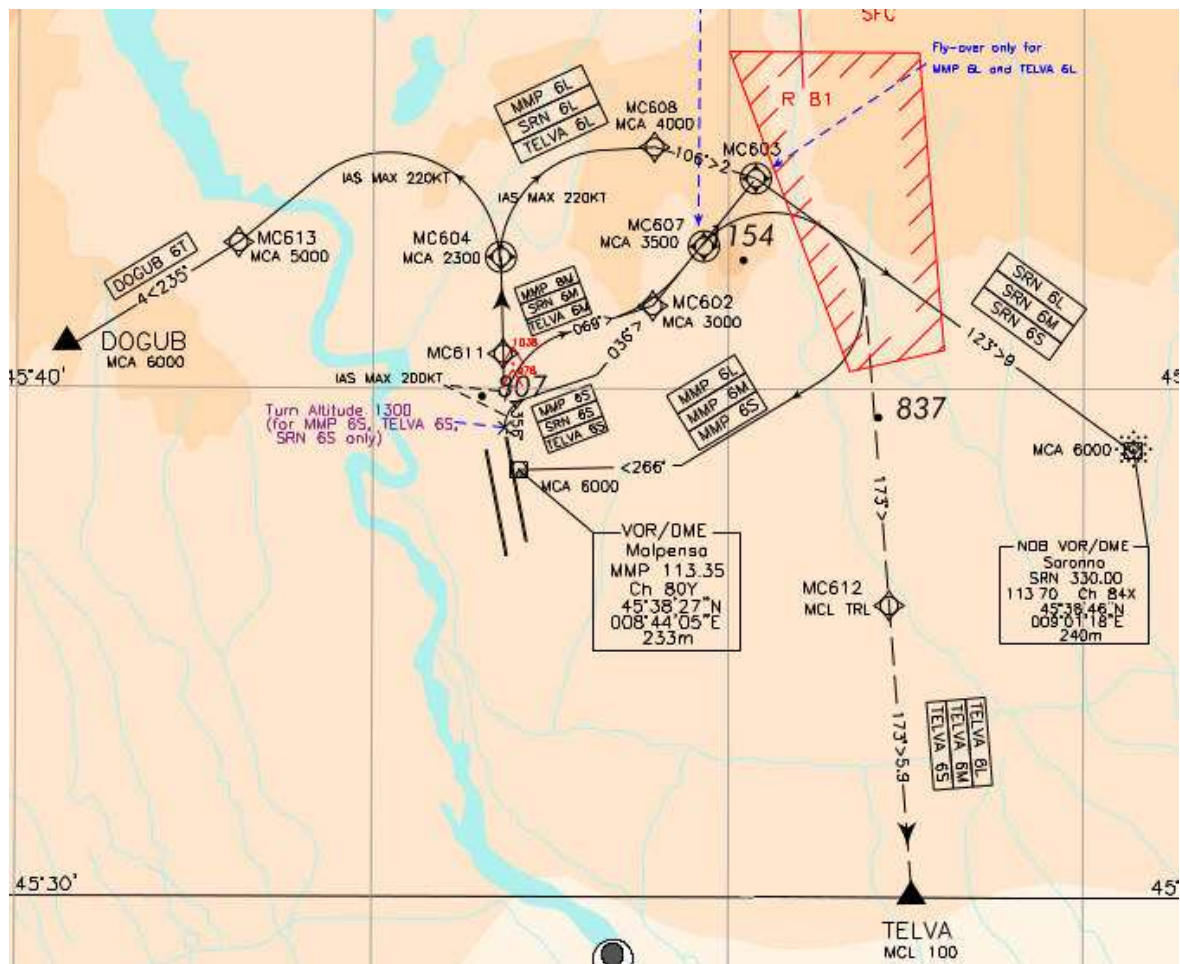 SFC
Fly-over only for
MMP 6L and TELVA 6L
R B1
MMP 6L
SRN 6L
TELVA 6L
MC608
MCA 4000
106°>2
MC603
IAS MAX 220KT
IAS MAX 220KT
MC613
MCA 5000
MC604
MCA 2300
MC607
MCA 3500
154
DOGUB 6T
4<235°
MMP 6M
SRN 6M
TELVA 6M
069°
MC602
MCA 3000
036°7
SRN 6L
SRN 6M
SRN 6S
123°>9
DOGUB
MCA 6000
MC611
1038
978
45°40'
45°
IAS MAX 200KT
807
Turn Altitude 1300
(for MMP 6S, TELVA 6S,
SRN 6S only)
MMP 6S
SRN 6S
TELVA 6S
MMP 6L
MMP 6M
MMP 6S
837
<266°
MCA 6000
MCA 6000
173°>
VOR/DME
Malpensa
MMP 113.35
Ch 80Y
45°38'27"N
008°44'05"E
233m
NDB VOR/DME
Saronno
SRN 330.00
113 70 Ch 84X
45°38'46"N
009°01'18"E
240m
MC612
MCL TRL
173°>5.9
TELVA 6L
TELVA 6M
TELVA 6S
45°30'
45°
TELVA
MCL 100